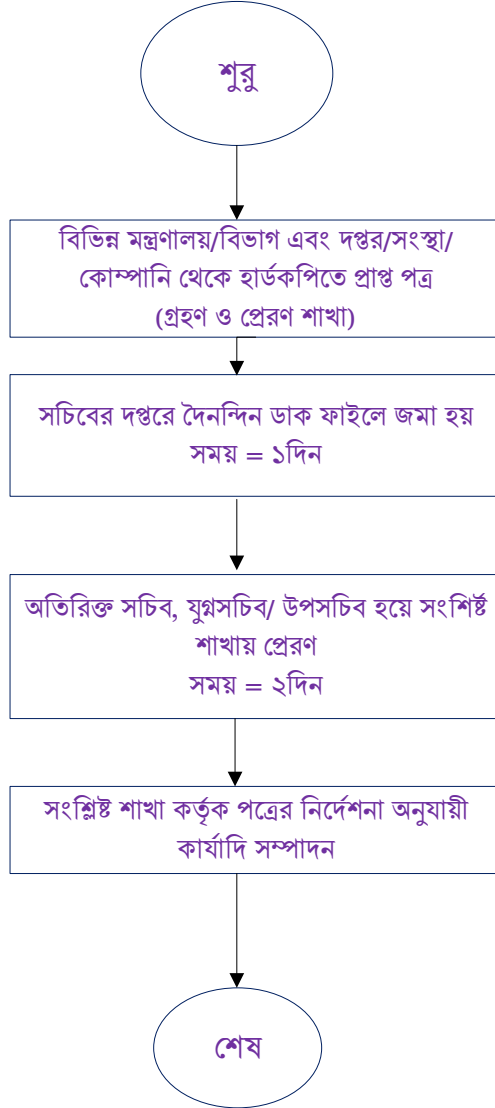 শুরু
বিভিন্ন মন্ত্রণালয়/বিভাগ এবং দপ্তর/সংস্থা/
কোম্পানি থেকে হার্ডকপিতে প্রাপ্ত পত্র
(গ্রহণ ও প্রেরণ শাখা)
সচিবের দপ্তরে দৈনন্দিন ডাক ফাইলে জমা হয়
সময় = ১দিন
অতিরিক্ত সচিব, যুগ্নসচিব/ উপসচিব হয়ে সংশির্ষ্ট
শাখায় প্রেরণ
সময় = ২দিন
সংশ্লিষ্ট শাখা কর্তৃক পত্রের নির্দেশনা অনুযায়ী
কার্যাদি সম্পাদন
শেষ